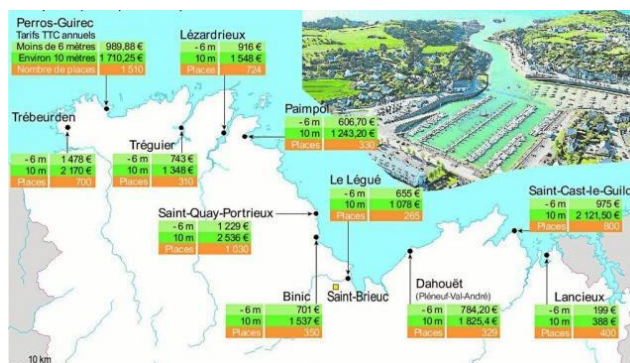 Perros-Guirec
Tarifs TTC annuels
Moins de 6 mètres 989,88 €
Environ 10 mètres 1 710,25 €
Nombre de places 1 510
Lézardrieux
- 6 m 916 €
10 m 1 548 €
Places 724
Trébeurden
- 6 m 1 478 €
10 m 2 170 €
Places 700
Tréguier
- 6 m 743 €
10 m 1 348 €
Places 310
Paimpol
- 6 m 606,70 €
10 m 1 243,20 €
Places 330
Le Légué
- 6 m 655 €
10 m 1 078 €
Places 265
Saint-Cast-le-Guildo
- 6 m 975 €
10 m 2 121,50 €
Places 800
Saint-Quay-Portrieux
- 6 m 1 229 €
10 m 2 536 €
Places 1 030
Binic
- 6 m 701 €
10 m 1 537 €
Places 350
Saint-Brieuc
Dahouët
(Pléneuf-Val-André)
- 6 m 784,20 €
10 m 1 825,4 €
Places 329
Lancieux
- 6 m 199 €
10 m 388 €
Places 400
10 km